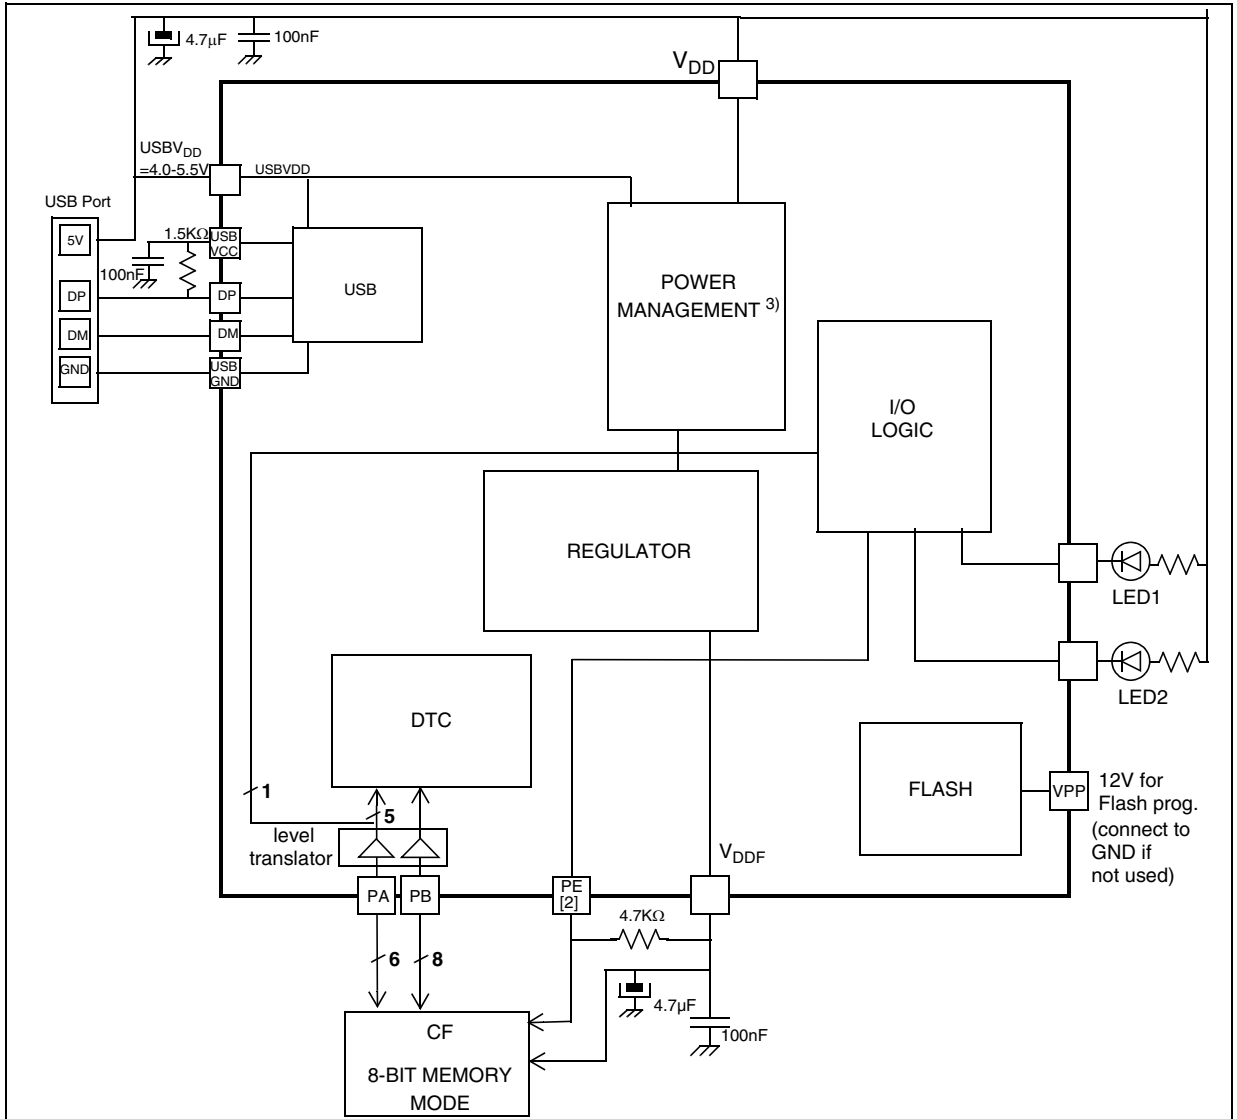 4.7µF
100nF
VDD
USBVDD
=4.0-5.5V
USBVDD
USB Port
5V
1.5KΩ
USB
VCC
100nF
DP
DP
DM
DM
GND
USB
GND
USB
POWER
MANAGEMENT 3)
I/O
LOGIC
REGULATOR
LED1
LED2
DTC
FLASH
VPP
12V for
Flash prog.
(connect to
GND if
not used)
1
5
level
translator
VDDF
PA
PB
PE
[2]
4.7KΩ
6
8
4.7µF
100nF
CF
8-BIT MEMORY
MODE